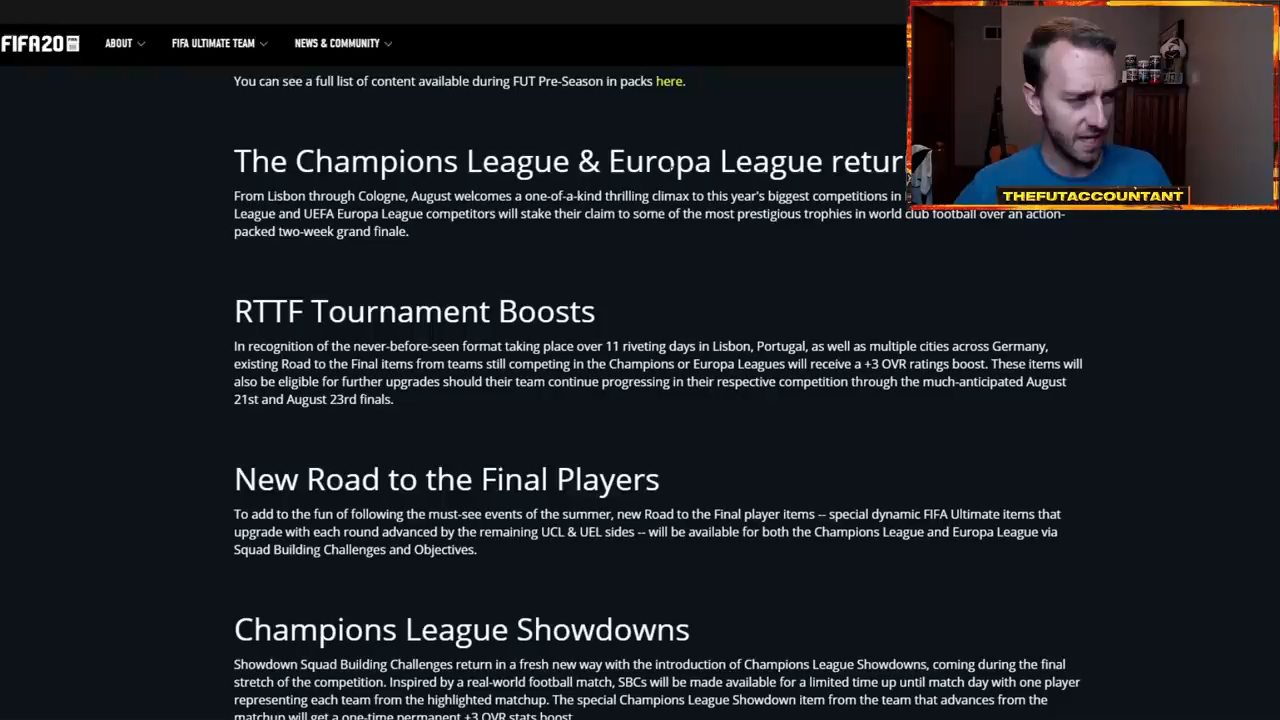 FIFA20
ABOUT
FIFA ULTIMATE TEAM
NEWS & COMMUNITY
You can see a full list of content available during FUT Pre-Season in packs here.
The Champions League & Europa League retur
From Lisbon through Cologne, August welcomes a one-of-a-kind thrilling climax to this year's biggest competitions in
League and UEFA Europa League competitors will stake their claim to some of the most prestigious trophies in world club football over an action-
packed two-week grand finale.
THEFUTACCOUNTANT
RTTF Tournament Boosts
In recognition of the never-before-seen format taking place over 11 riveting days in Lisbon, Portugal, as well as multiple cities across Germany,
existing Road to the Final items from teams still competing in the Champions or Europa Leagues will receive a +3 OVR ratings boost. These items will
also be eligible for further upgrades should their team continue progressing in their respective competition through the much-anticipated August
21st and August 23rd finals.
New Road to the Final Players
To add to the fun of following the must-see events of the summer, new Road to the Final player items -- special dynamic FIFA Ultimate items that
upgrade with each round advanced by the remaining UCL & UEL sides -- will be available for both the Champions League and Europa League via
Squad Building Challenges and Objectives.
Champions League Showdowns
Showdown Squad Building Challenges return in a fresh new way with the introduction of Champions League Showdowns, coming during the final
stretch of the competition. Inspired by a real-world football match, SBCs will be made available for a limited time up until match day with one player
representing each team from the highlighted matchup. The special Champions League Showdown item from the team that advances from the
matchup will get a one-time permanent +3 OVR stats boost.